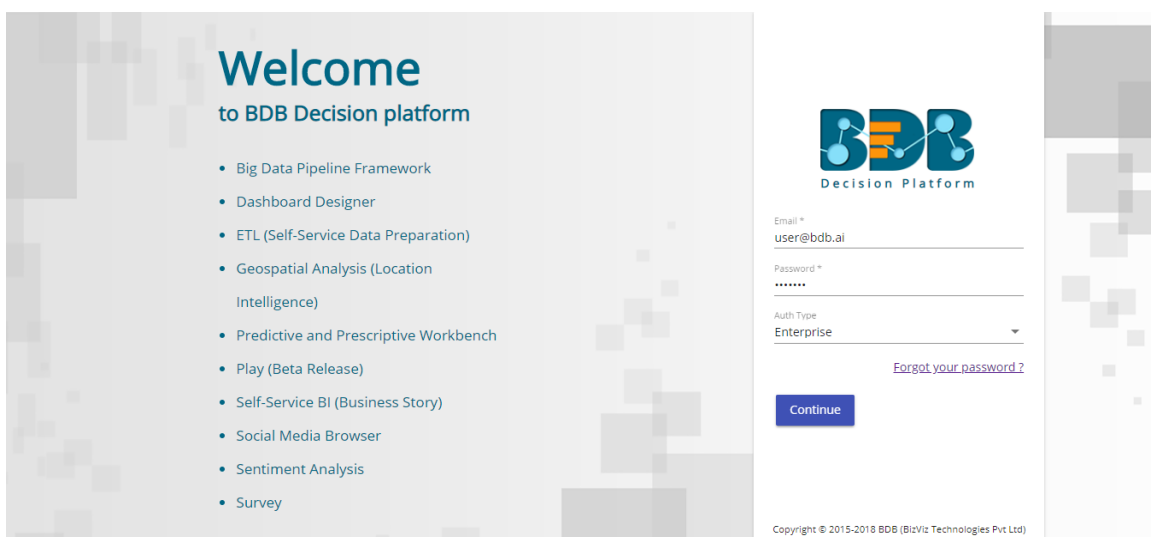 Welcome
to BDB Decision platform
• Big Data Pipeline Framework
• Dashboard Designer
• ETL (Self-Service Data Preparation)
• Geospatial Analysis (Location
Intelligence)
• Predictive and Prescriptive Workbench
• Play (Beta Release)
• Self-Service BI (Business Story)
• Social Media Browser
• Sentiment Analysis
• Survey
BDB
Decision Platform
Email *
user@bdb.ai
Password *
•••••••
Auth Type
Enterprise
Forgot your password ?
Continue
Copyright © 2015-2018 BDB (BizViz Technologies Pvt Ltd)